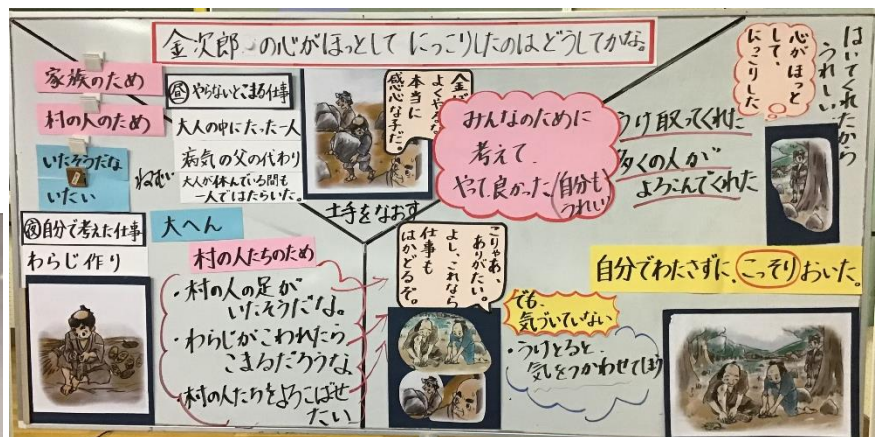 金次郎の心がほっとして にっこりしたのはどうしてかな。
家族のため
村の人のため
いたそうだな
いたい
ねむい
昼 やらないとこまる仕事
大人の中にたった一人
病気の父の代わり
大人が休んでいる間も
一人ではたらいた。
よくやるな
本当に
感心な子だ。
土手をなおす
みんなのために
考えて、
やって良かった(自分も
うれしい
うけ取ってくれた
多くの人が
よろこんでくれた
心がほっと
して、
にっこりした
はいてくれたから
うれしい
夜 自分で考えた仕事
わらじ作り
大へん
村の人たちのため
・村の人の足が
いたそうだな。
・わらじがこわれたら
こまるだろうな
・村の人たちをよろこばせ
たい
こりゃあ、
ありがたい。
よし、これなら
仕事も
はかどるぞ。
自分でわたさずに、こっそりおいた。
でも、
気づいていない
・うけとると、
気をつかわせてしまう